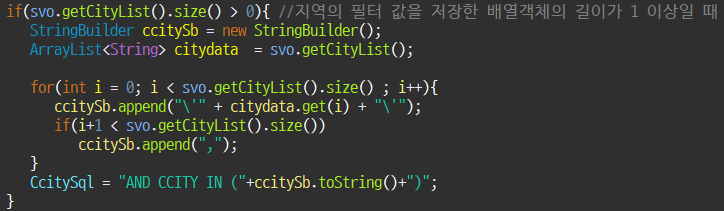 if(svo.getCityList().size() > 0){ //지역의 필터 값을 저장한 배열객체의 길이가 1 이상일 때
StringBuilder ccitySb = new StringBuilder();
ArrayList<String> citydata  = svo.getCityList();
for(int i = 0; i < svo.getCityList().size() ; i++){
ccitySb.append("\'" + citydata.get(i) + "\'");
if(i+1 < svo.getCityList().size())
ccitySb.append(",");
}
CcitySql = "AND CCITY IN ("+ccitySb.toString()+")";
}